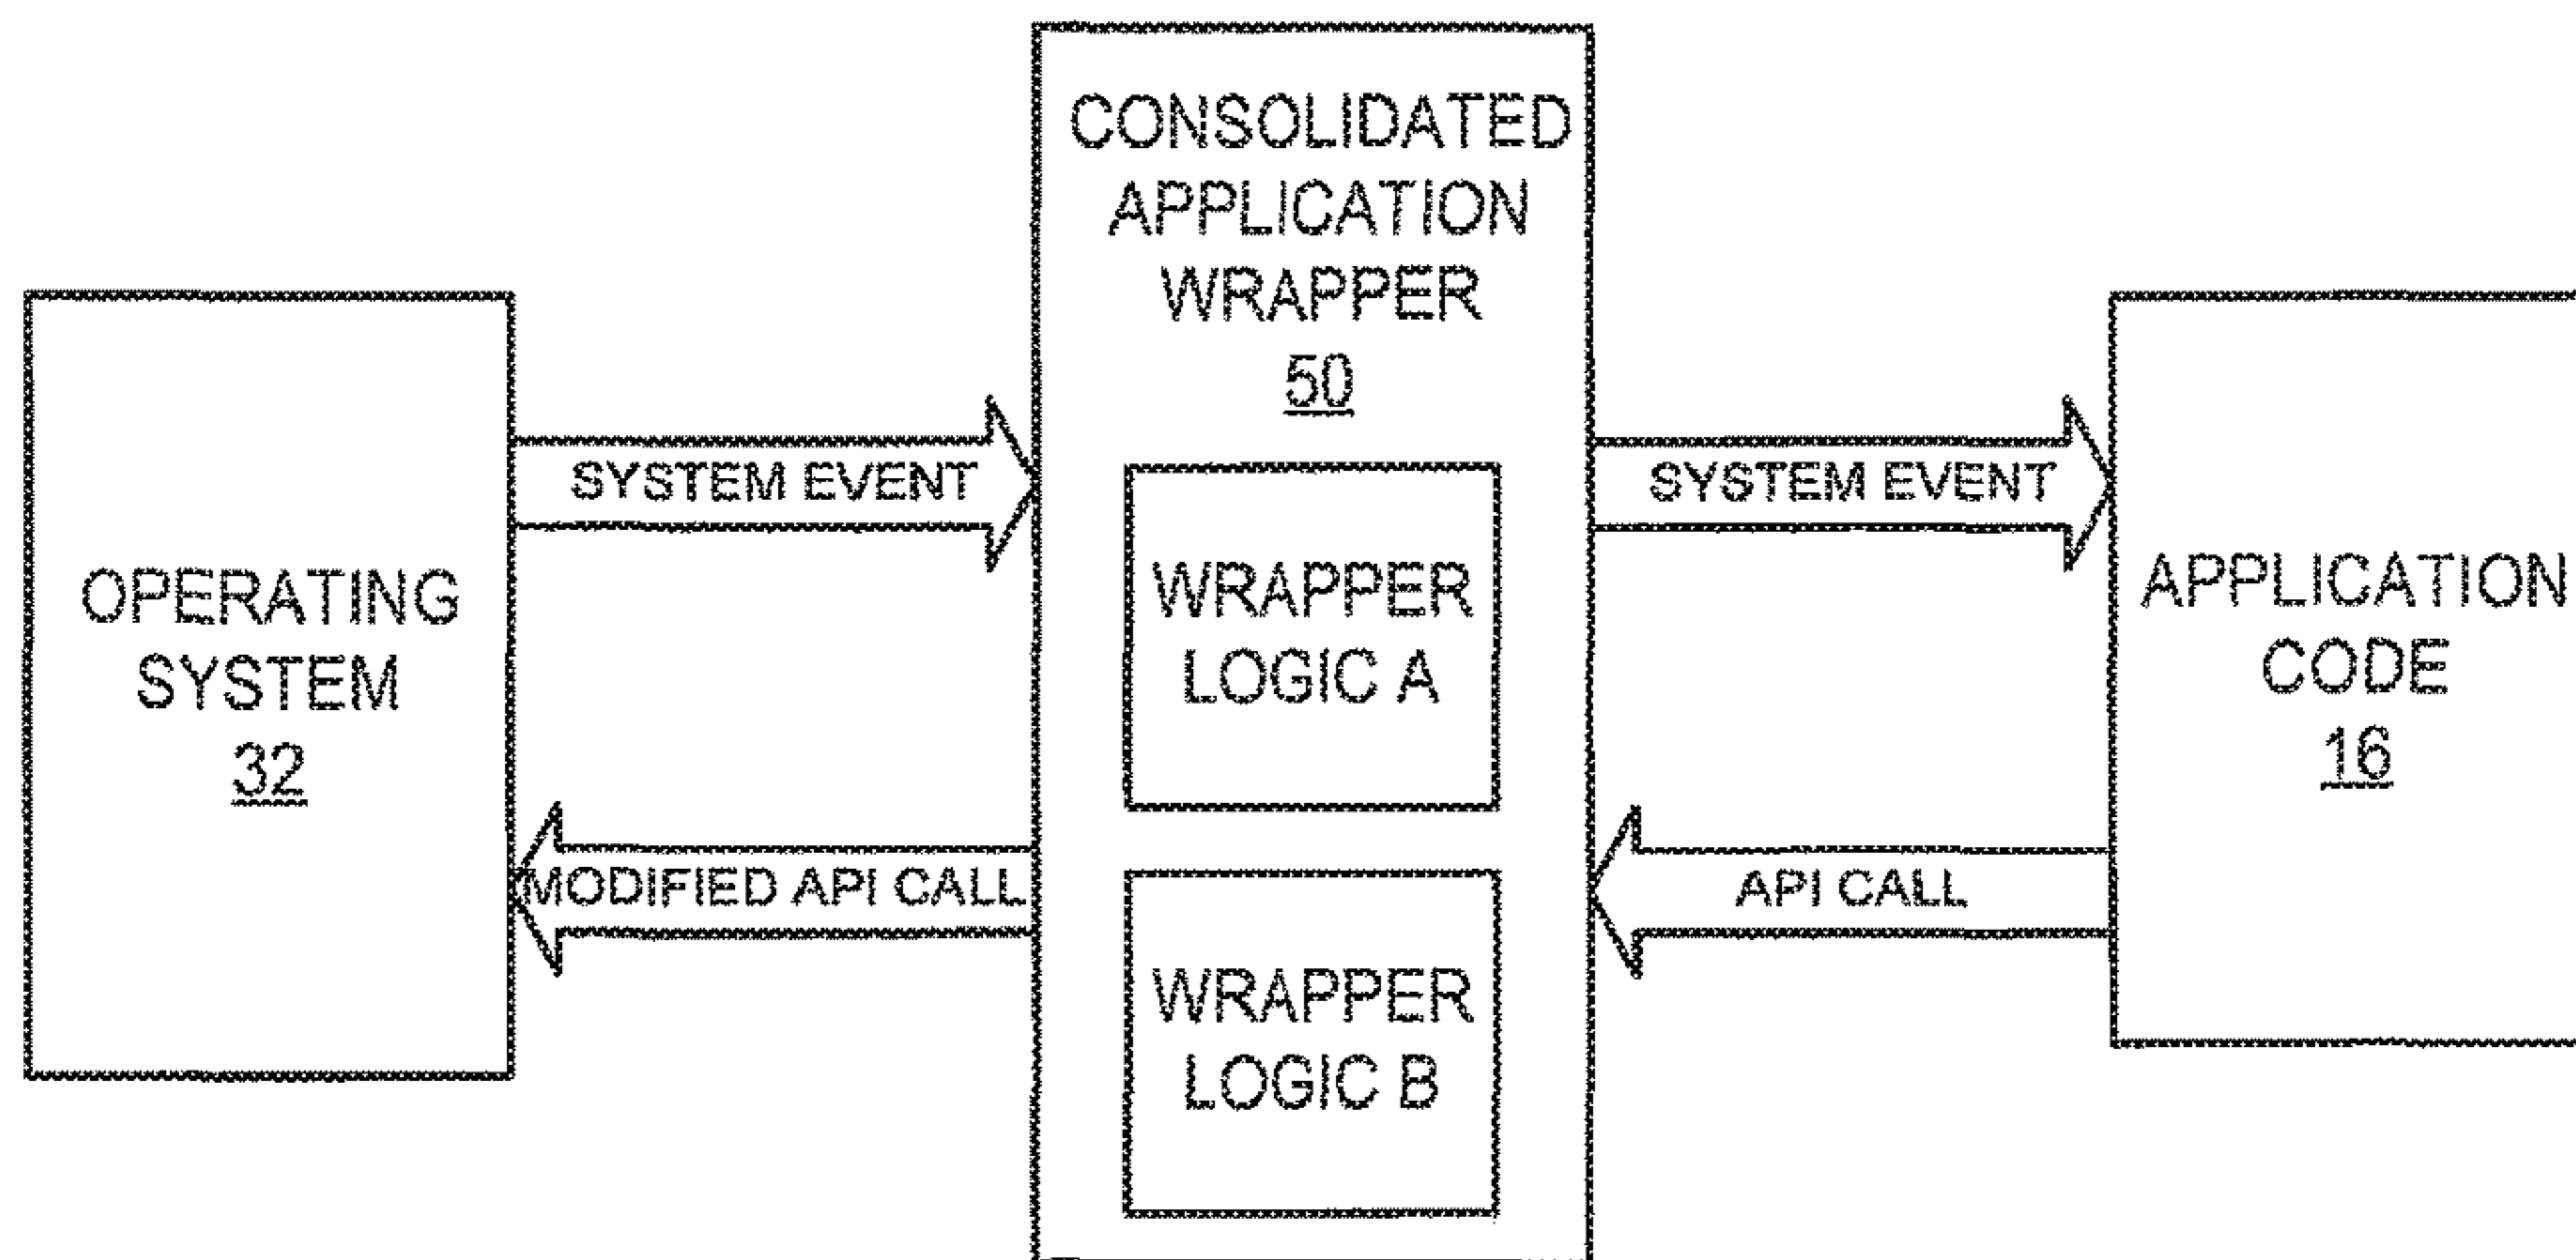 CONSOLIDATED
APPLICATION
WRAPPER
50
SYSTEM EVENT
SYSTEM EVENT
OPERATING
SYSTEM
32
WRAPPER
LOGIC A
APPLICATION
CODE
16
MODIFIED API CALL
API CALL
WRAPPER
LOGIC B